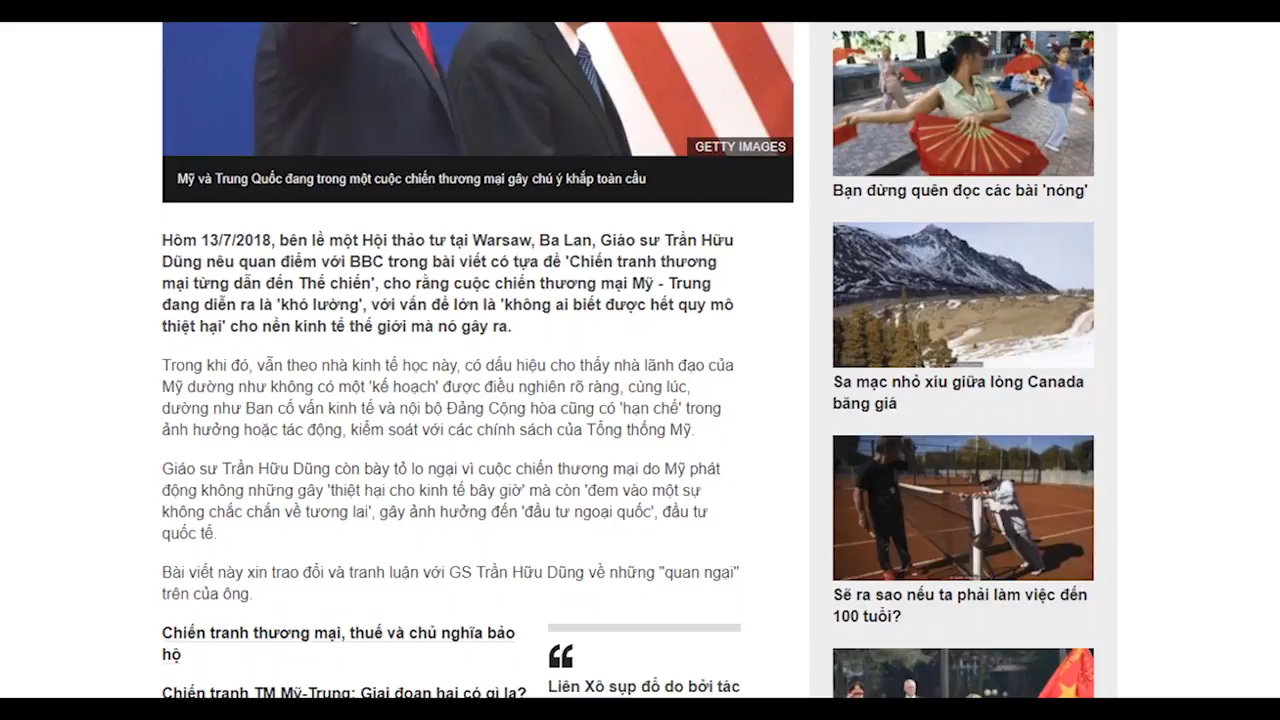 GETTY IMAGES
Mỹ và Trung Quốc đang trong một cuộc chiến thương mại gây chú ý khắp toàn cầu
Hôm 13/7/2018, bên lề một Hội thảo tư tại Warsaw, Ba Lan, Giáo sư Trần Hữu
Dũng nêu quan điểm với BBC trong bài viết có tựa đề 'Chiến tranh thương
mại từng dẫn đến Thế chiến', cho rằng cuộc chiến thương mại Mỹ - Trung
đang diễn ra là 'khó lường', với vấn đề lớn là 'không ai biết được hết quy mô
thiệt hại' cho nền kinh tế thế giới mà nó gây ra.
Trong khi đó, vẫn theo nhà kinh tế học này, có dấu hiệu cho thấy nhà lãnh đạo của
Mỹ dường như không có một 'kế hoạch' được điều nghiên rõ ràng, cùng lúc,
dường như Ban cố vấn kinh tế và nội bộ Đảng Cộng hòa cũng có 'hạn chế' trong
ảnh hưởng hoặc tác động, kiểm soát với các chính sách của Tổng thống Mỹ.
Giáo sư Trần Hữu Dũng còn bày tỏ lo ngại vì cuộc chiến thương mại do Mỹ phát
động không những gây 'thiệt hại cho kinh tế bây giờ' mà còn 'đem vào một sự
không chắc chắn về tương lai', gây ảnh hưởng đến 'đầu tư ngoại quốc', đầu tư
quốc tế.
Bài viết này xin trao đổi và tranh luận với GS Trần Hữu Dũng về những "quan ngại"
trên của ông.
Chiến tranh thương mại, thuế và chủ nghĩa bảo
hộ
Chiến tranh TM Mỹ-Trung: Giai đoạn hai có gì lạ?
Liên Xô sụp đổ do bởi tác
Bạn đừng quên đọc các bài 'nóng'
Sa mạc nhỏ xíu giữa lòng Canada
băng giá
Sẽ ra sao nếu ta phải làm việc đến
100 tuổi?